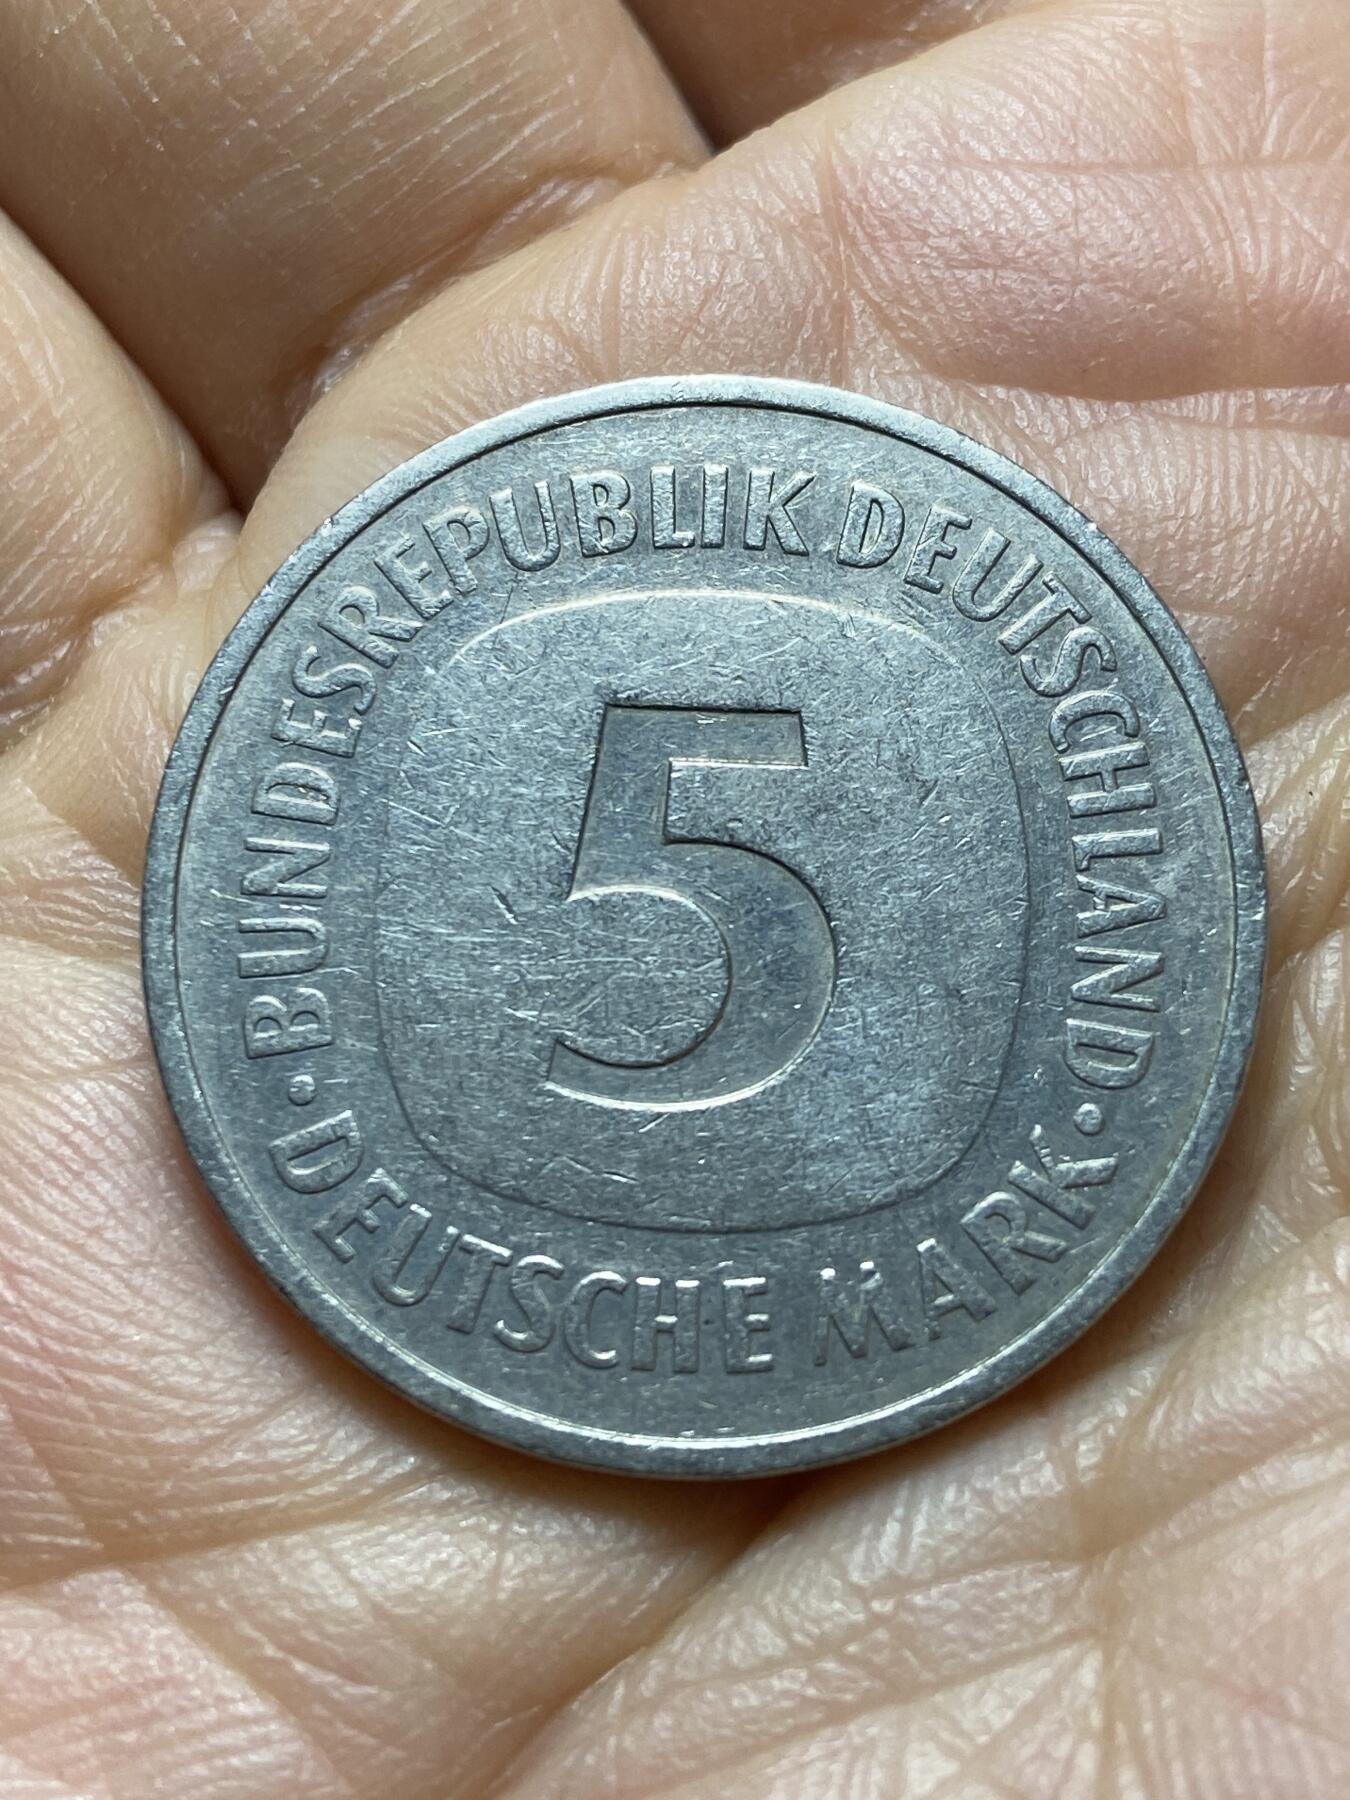 BUNDESREPUBLIK DEUTSCHLAND
5
· DEUTSCHE MARK ·